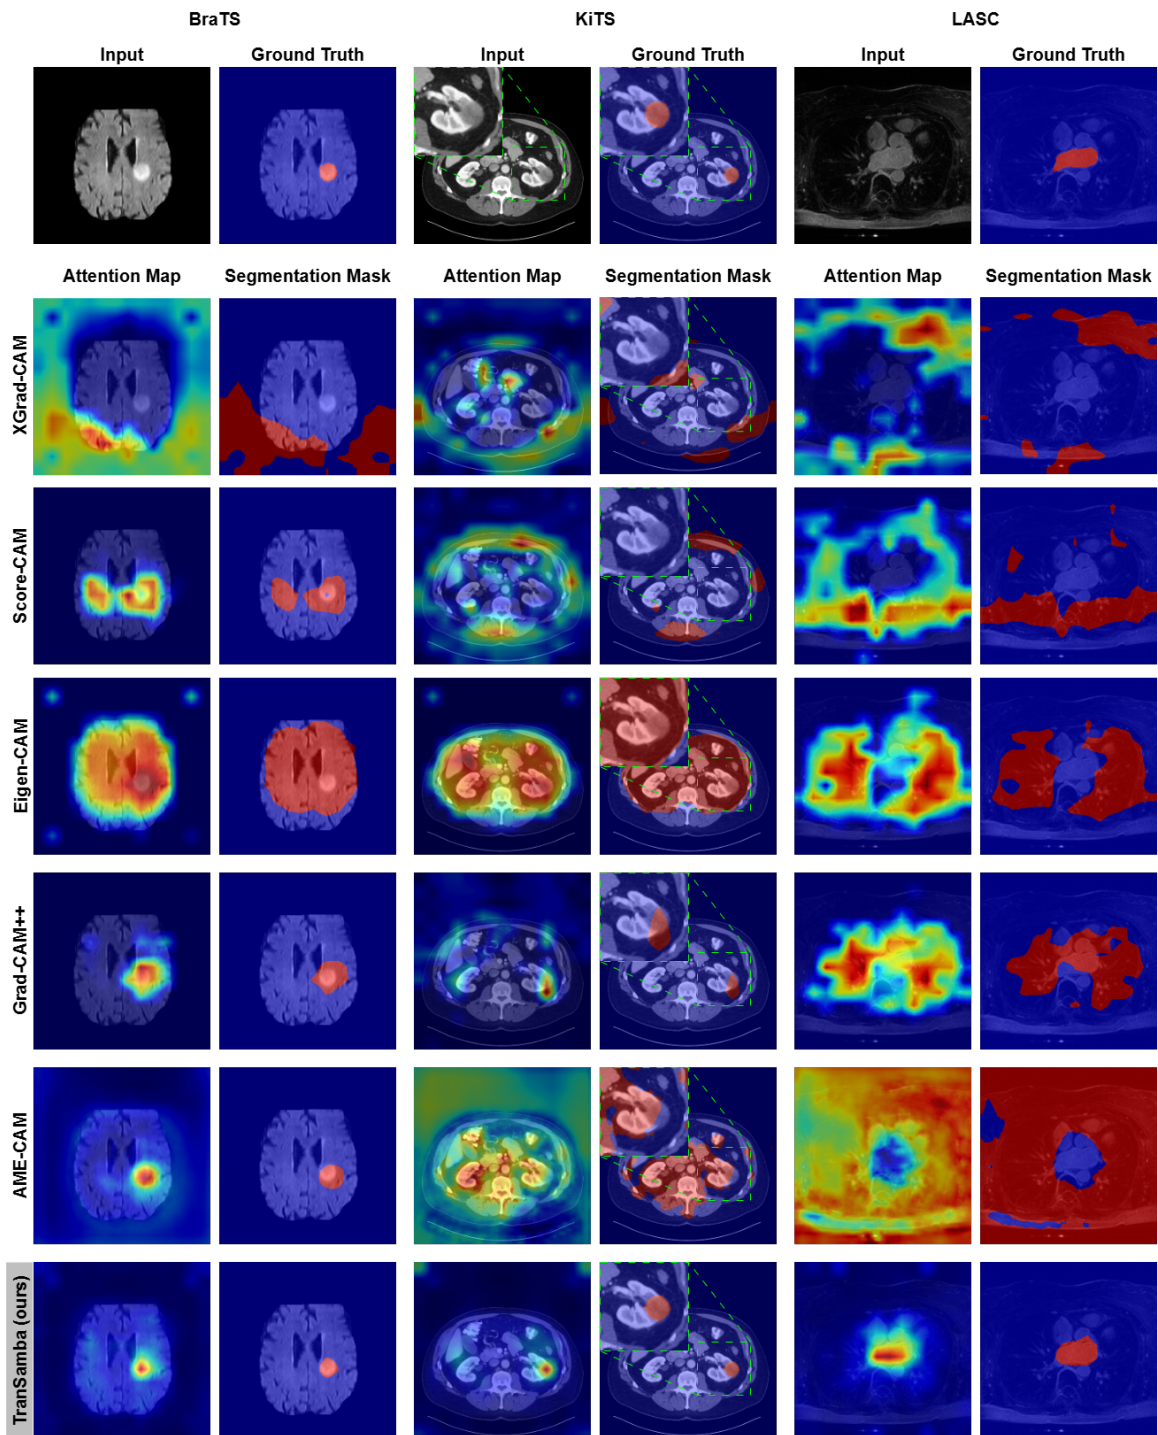 BraTS KiTS LASC
Input Ground Truth Input Ground Truth Input Ground Truth
Attention Map Segmentation Mask Attention Map Segmentation Mask Attention Map Segmentation Mask
XGrad-CAM
Score-CAM
Eigen-CAM
Grad-CAM++
AME-CAM
TranSamba (ours)